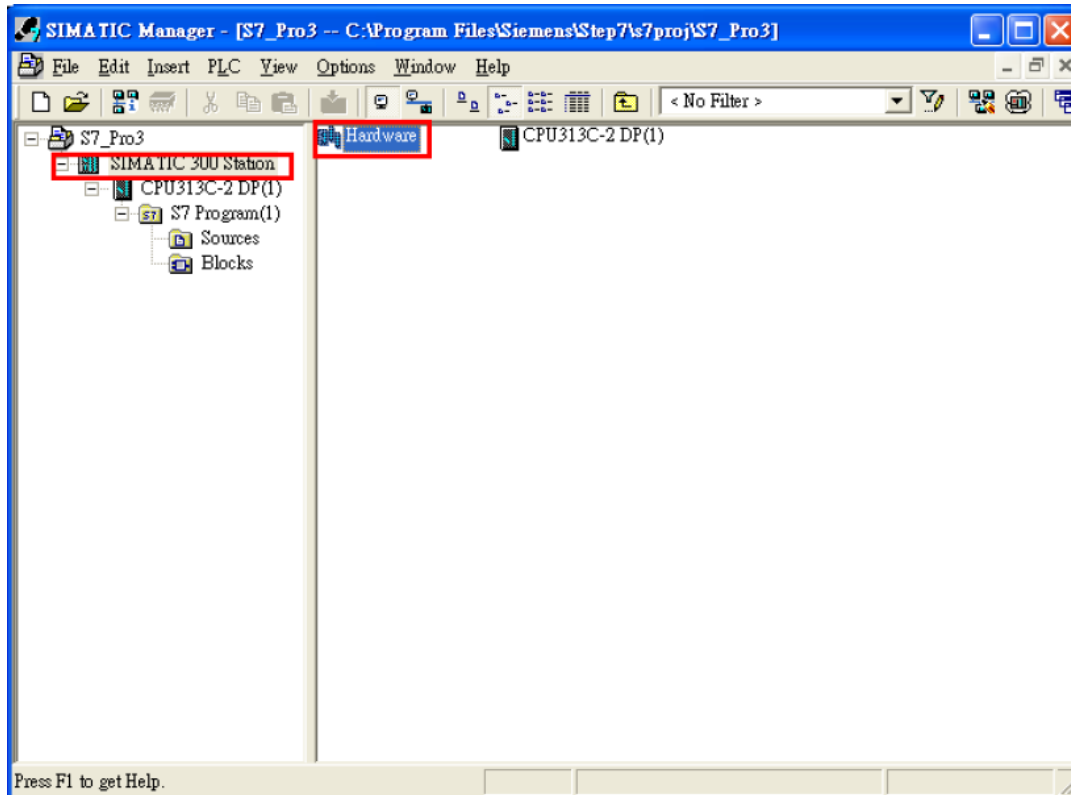 SIMATIC Manager - [S7_Pro3 -- C:\Program Files\Siemens\Step7\s7proj\S7_Pro3]
File Edit Insert PLC View Options Window Help
< No Filter >
S7_Pro3
SIMATIC 300 Station
CPU313C-2 DP(1)
S7 Program(1)
Sources
Blocks
Hardware
CPU313C-2 DP(1)
Press F1 to get Help.